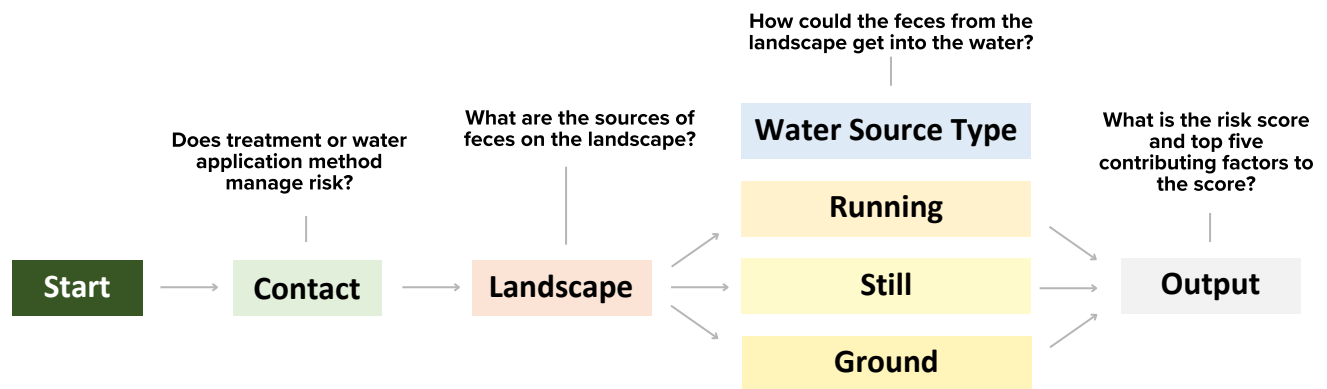 How could the feces from the
landscape get into the water?
Water Source Type
What are the sources of
feces on the landscape?
What is the risk score
and top five
contributing factors to
the score?
Does treatment or water
application method
manage risk?
Running
Start
Contact
Landscape
Still
Output
Ground